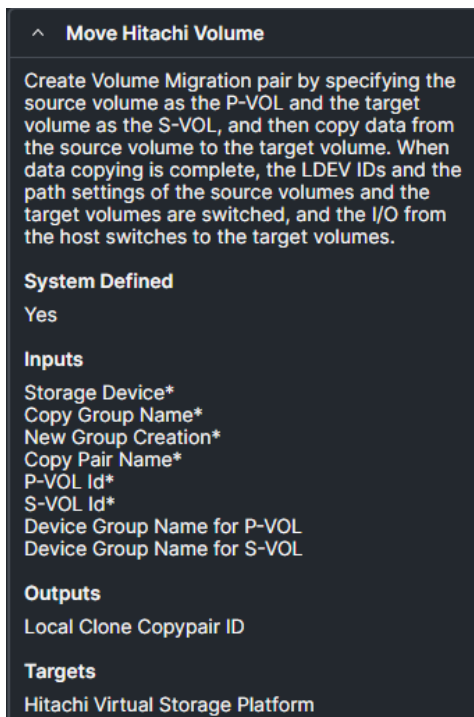 Move Hitachi Volume
Create Volume Migration pair by specifying the
source volume as the P-VOL and the target
volume as the S-VOL, and then copy data from
the source volume to the target volume. When
data copying is complete, the LDEV IDs and the
path settings of the source volumes and the
target volumes are switched, and the I/O from
the host switches to the target volumes.
System Defined
Yes
Inputs
Storage Device*
Copy Group Name*
New Group Creation*
Copy Pair Name*
P-VOL Id*
S-VOL Id*
Device Group Name for P-VOL
Device Group Name for S-VOL
Outputs
Local Clone Copypair ID
Targets
Hitachi Virtual Storage Platform